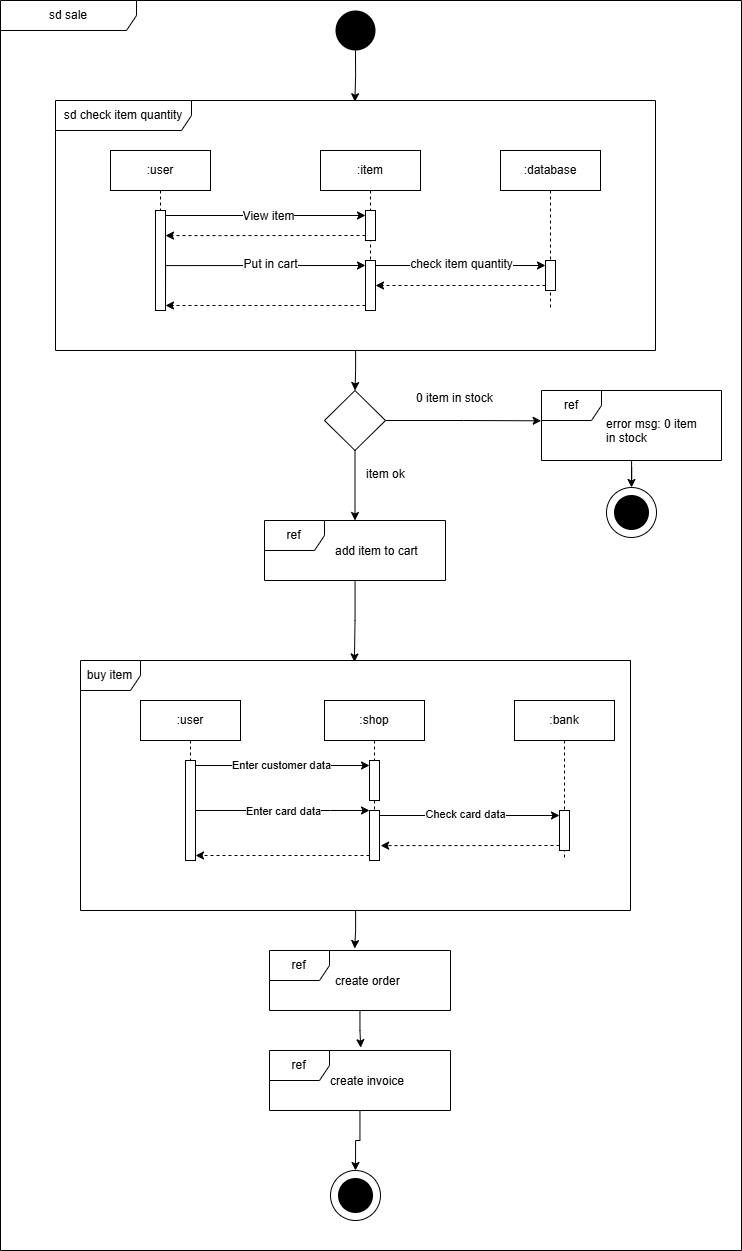 sd sale
sd check item quantity
:user
:item
:database
View item
Put in cart
check item quantity
0 item in stock
ref
error msg: 0 item
in stock
item ok
ref
add item to cart
buy item
:user
:shop
:bank
Enter customer data
Enter card data
Check card data
ref
create order
ref
create invoice